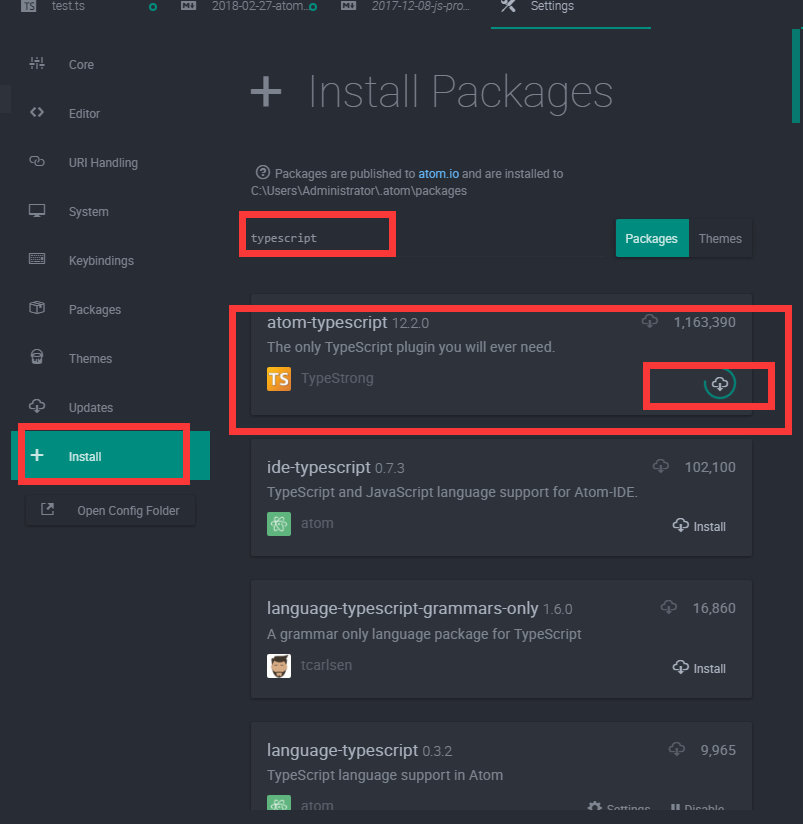 TS test.ts 2018-02-27-atom... 2017-12-08-js-pro... Settings
Core
Editor
URI Handling
System
Keybindings
Packages
Themes
Updates
Install
Open Config Folder
Install Packages
Packages are published to atom.io and are installed to
C:\Users\Administrator\.atom\packages
typescript
Packages Themes
atom-typescript 12.2.0 1,163,390
The only TypeScript plugin you will ever need.
TS TypeStrong
ide-typescript 0.7.3 102,100
TypeScript and JavaScript language support for Atom-IDE.
atom Install
language-typescript-grammars-only 1.6.0 16,860
A grammar only language package for TypeScript
tcarlsen Install
language-typescript 0.3.2 9,965
TypeScript language support in Atom
atom Settings Disable